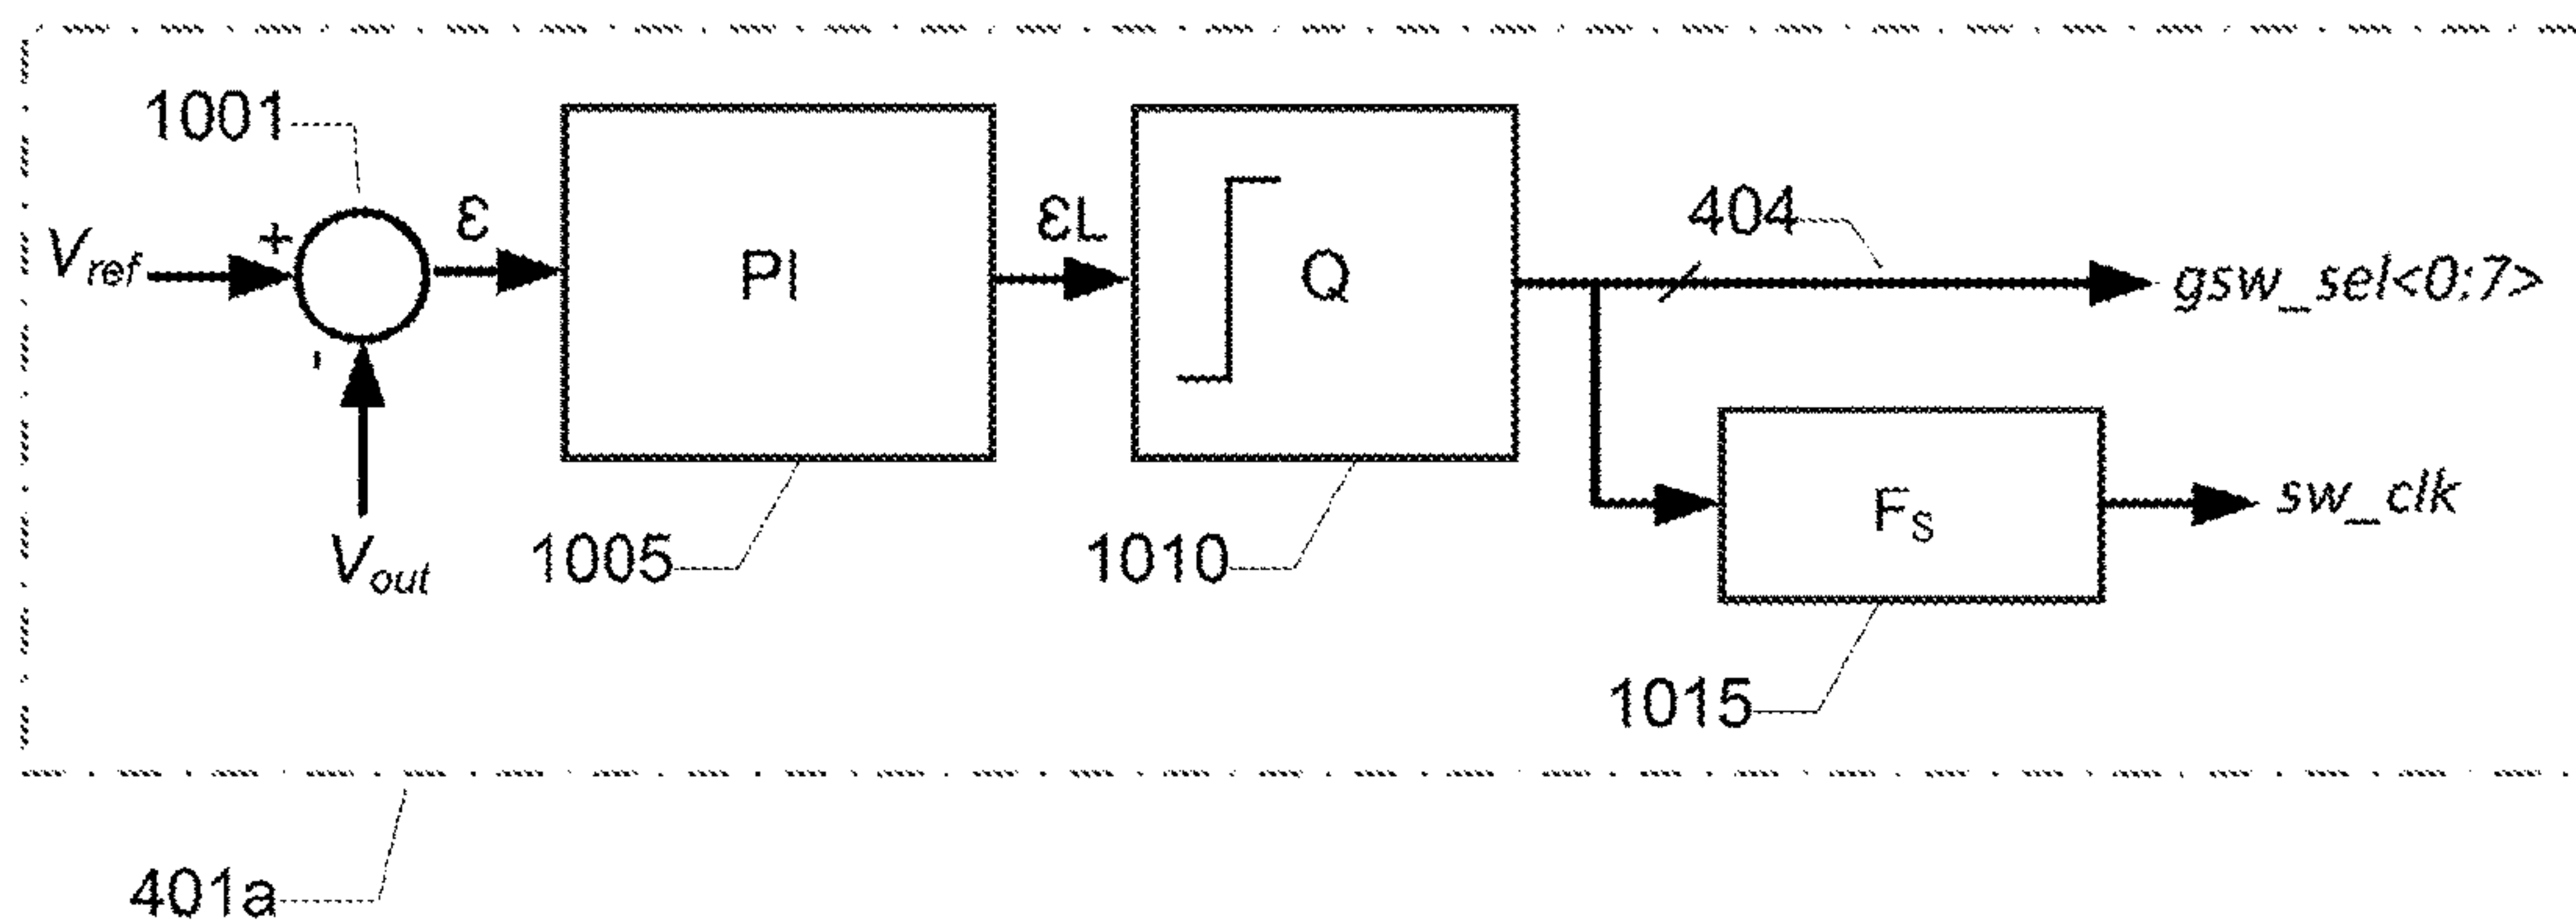 1001
V_ref
+
-
ε
PI
εL
Q
404
gsw_sel<0:7>
V_out
1005
1010
F_S
sw_clk
1015
401a